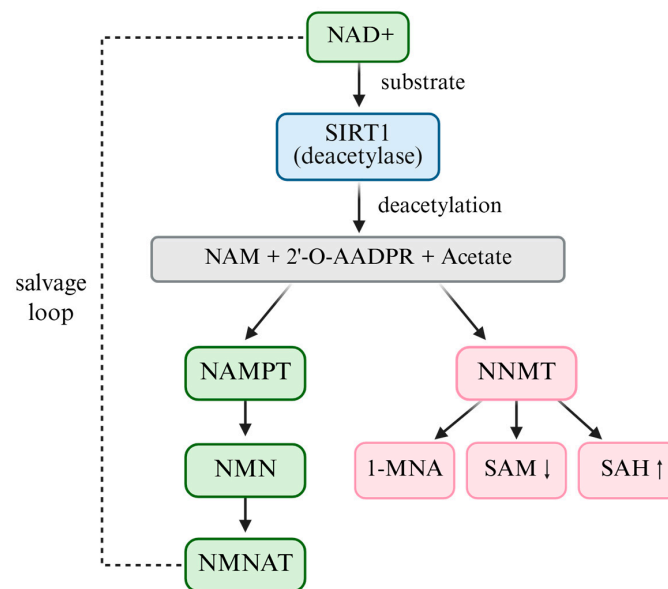 NAD+
substrate
SIRT1
(deacetylase)
deacetylation
NAM + 2'-O-AADPR + Acetate
salvage
loop
NAMPT
NNMT
NMN
1-MNA
SAM ↓
SAH ↑
NMNAT